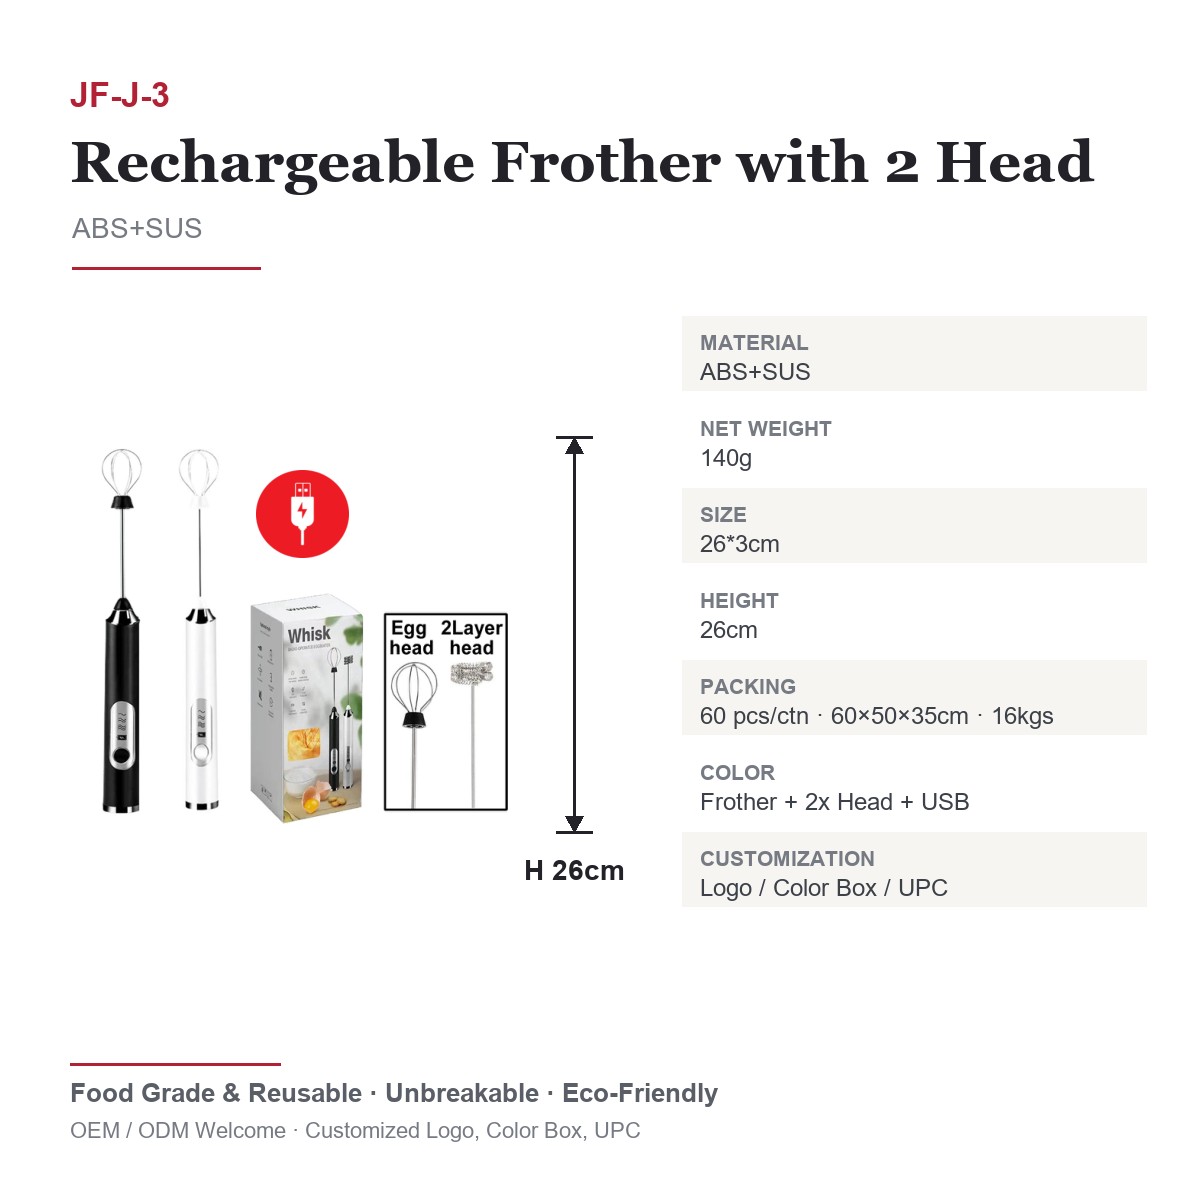 JF-J-3
Rechargeable Frother with 2 Head
ABS+SUS
MATERIAL
ABS+SUS
NET WEIGHT
140g
SIZE
26*3cm
HEIGHT
26cm
PACKING
60 pcs/ctn · 60×50×35cm · 16kgs
COLOR
Frother + 2x Head + USB
CUSTOMIZATION
Logo / Color Box / UPC
Whisk
Egg head
2Layer head
H 26cm
Food Grade & Reusable · Unbreakable · Eco-Friendly
OEM / ODM Welcome · Customized Logo, Color Box, UPC